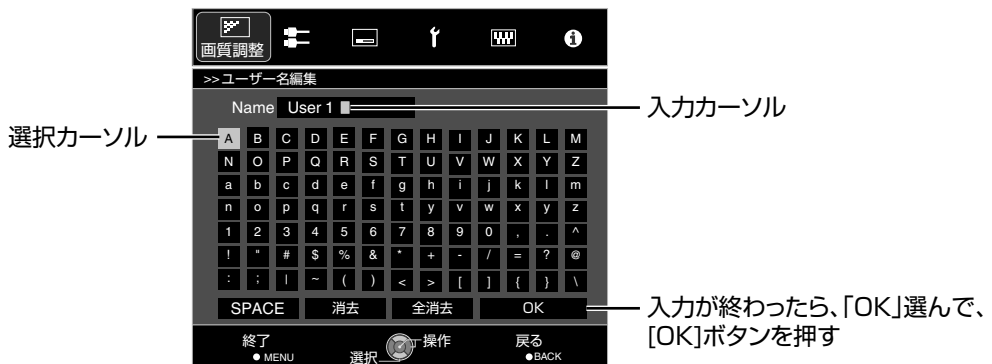 画質調整
>>ユーザー名編集
Name User 1
入力カーソル
選択カーソル
A B C D E F G H I J K L M
N O P Q R S T U V W X Y Z
a b c d e f g h i j k l m
n o p q r s t y v w x y z
1 2 3 4 5 6 7 8 9 0 , . ^
! " # $ % & * + - / = ? @
: ; | ~ ( ) < > [ ] { } \
SPACE 消去 全消去 OK
入力が終わったら、「OK」選んで、
[OK]ボタンを押す
終了 操作 戻る
MENU 選択 BACK